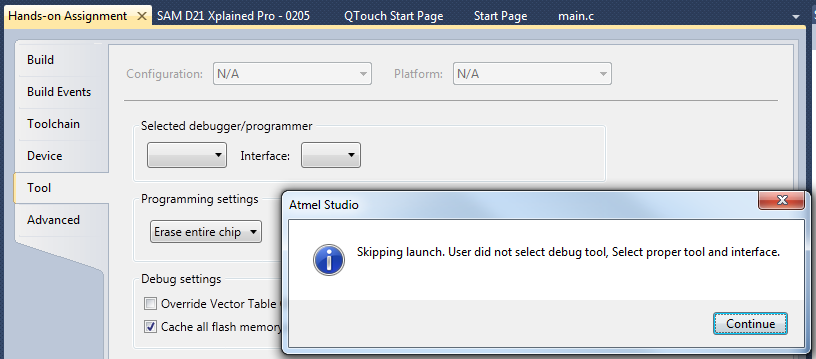 Hands-on Assignment SAM D21 Xplained Pro - 0205 QTouch Start Page Start Page main.c
Build
Configuration: N/A Platform: N/A
Build Events
Toolchain
Selected debugger/programmer
Device
Interface:
Tool
Programming settings
Atmel Studio
Advanced
Erase entire chip
Skipping launch. User did not select debug tool, Select proper tool and interface.
Debug settings
Override Vector Table
Cache all flash memory
Continue